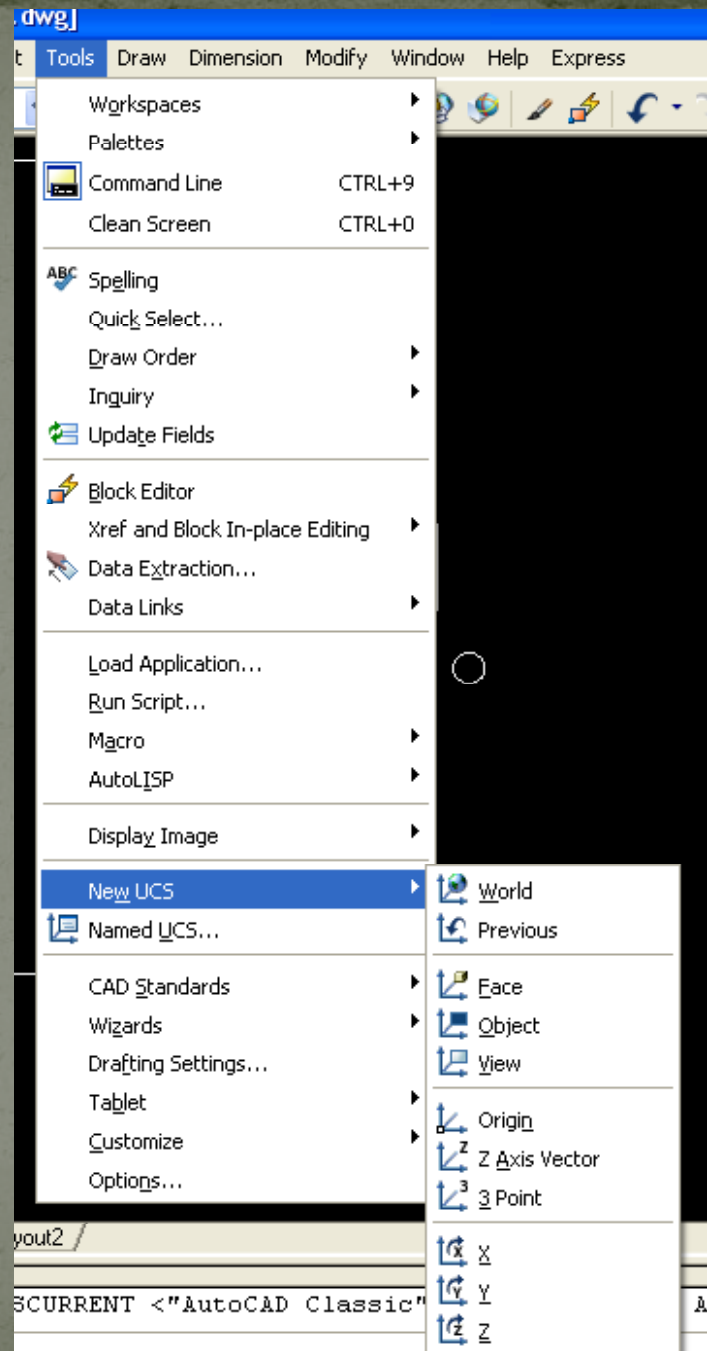 .dwg]
t Tools Draw Dimension Modify Window Help Express
Workspaces
Palettes
Command Line CTRL+9
Clean Screen CTRL+0
ABC Spelling
Quick Select...
Draw Order
Inquiry
Update Fields
Block Editor
Xref and Block In-place Editing
Data Extraction...
Data Links
Load Application...
Run Script...
Macro
AutoLISP
Display Image
New UCS
Named UCS...
CAD Standards
Wizards
Drafting Settings...
Tablet
Customize
Options...
World
Previous
Face
Object
View
Origin
Z Z Axis Vector
3 3 Point
X X
Y Y
Z Z
yout2
SCURRENT <"AutoCAD Classic" A